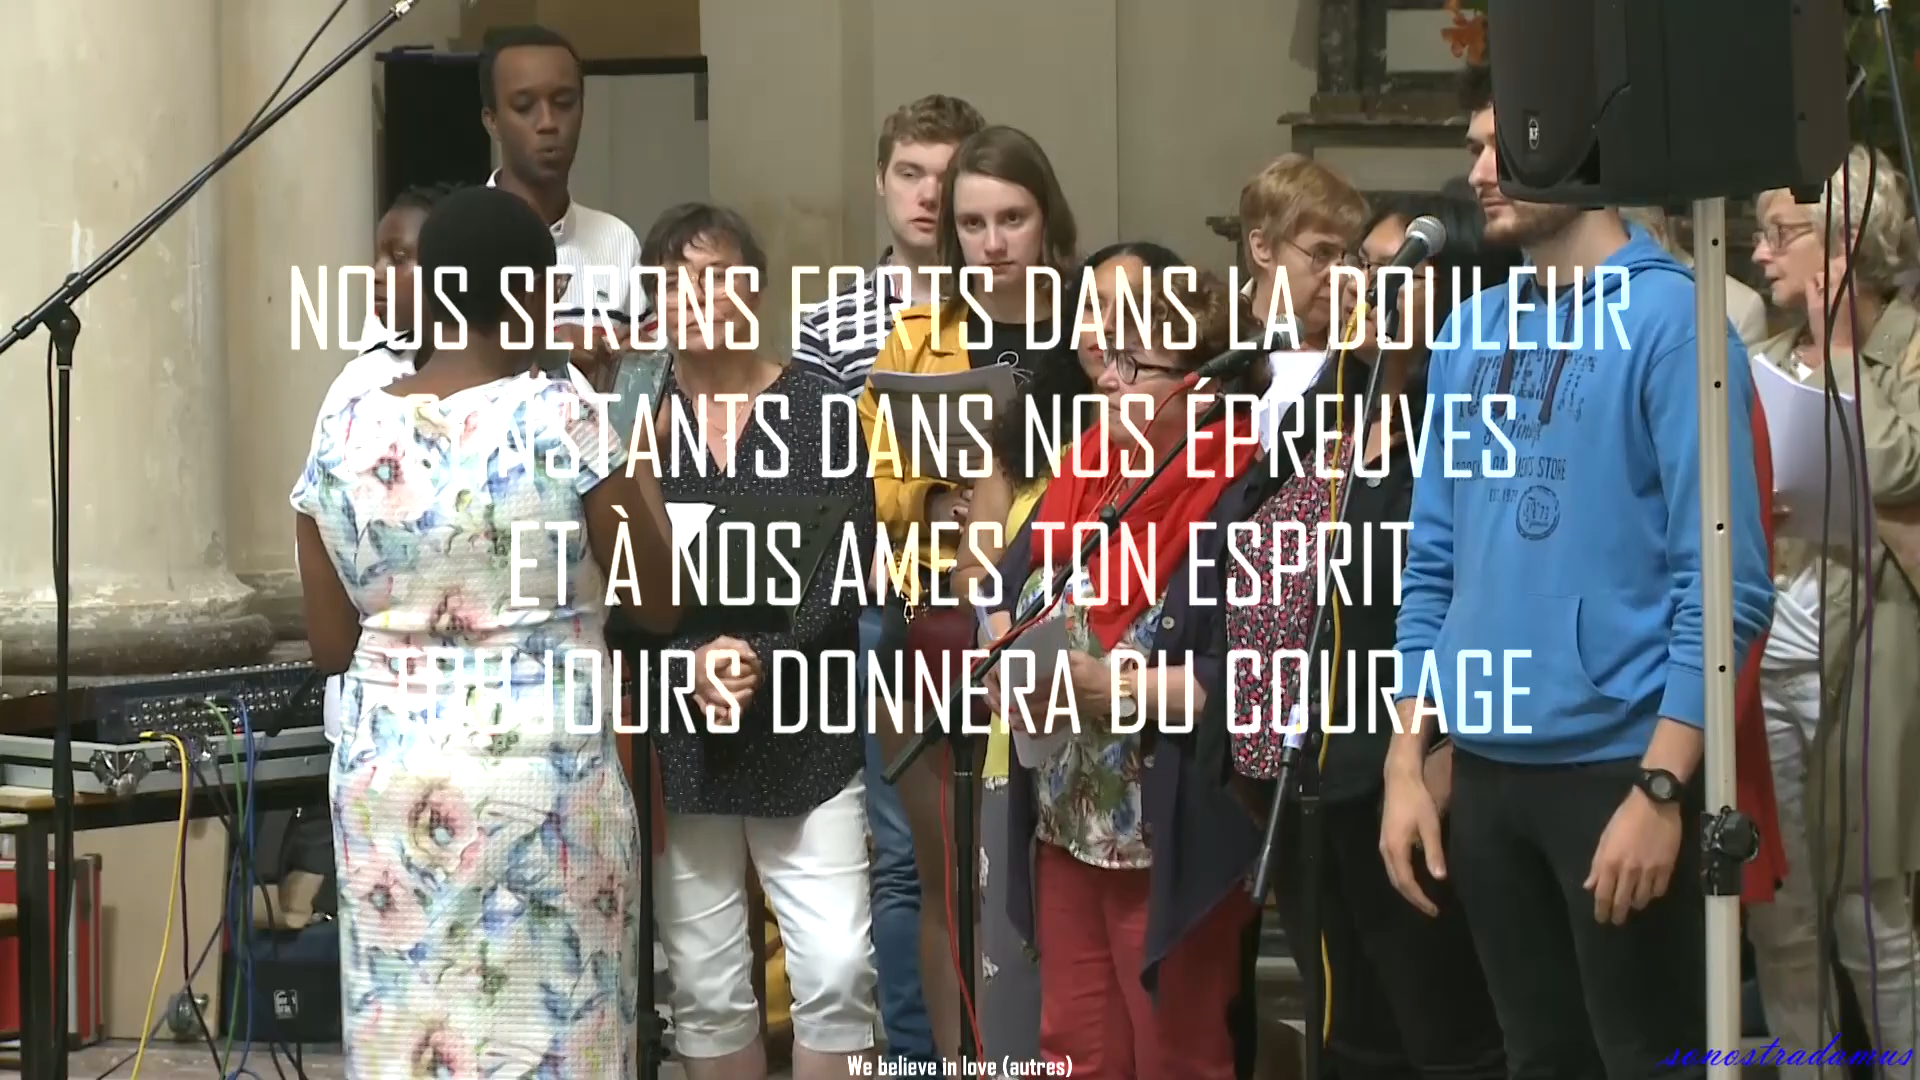 NOUS SERONS FORTS DANS LA DOULEUR
CONSTANTS DANS NOS ÉPREUVES
ET À NOS AMES TON ESPRIT
TOUJOURS DONNERA DU COURAGE
We believe in love (autres)
sonostradamus